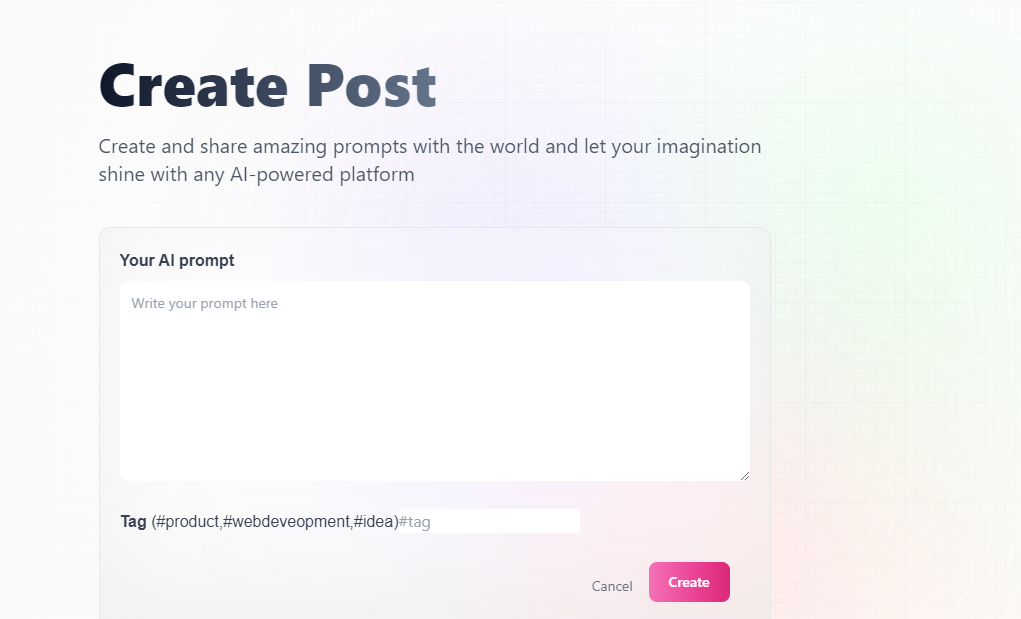 Create Post
Create and share amazing prompts with the world and let your imagination
shine with any AI-powered platform
Your AI prompt
Write your prompt here
Tag (#product,#webdeveopment,#idea)#tag
Cancel Create